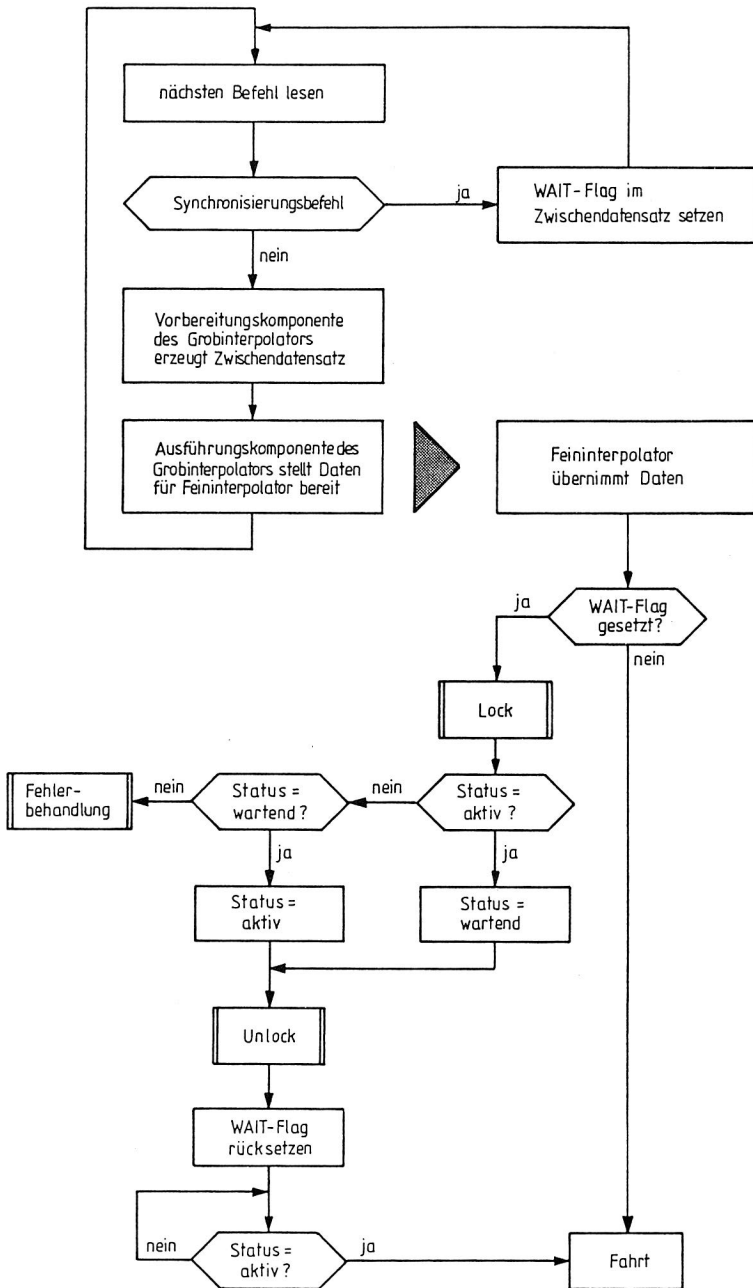 nächsten Befehl lesen
Synchronisierungsbefehl
ja
WAIT-Flag im
Zwischendatensatz setzen
nein
Vorbereitungskomponente
des Grobinterpolators
erzeugt Zwischendatensatz
Ausführungskomponente des
Grobinterpolators stellt Daten
für Feininterpolator bereit
Feininterpolator
übernimmt Daten
WAIT-Flag
gesetzt?
ja
nein
Lock
Status =
aktiv ?
nein
Status =
wartend ?
nein
Fehler-
behandlung
ja
ja
Status =
aktiv
Status =
wartend
Unlock
WAIT-Flag
rücksetzen
nein
Status =
aktiv ?
ja
Fahrt